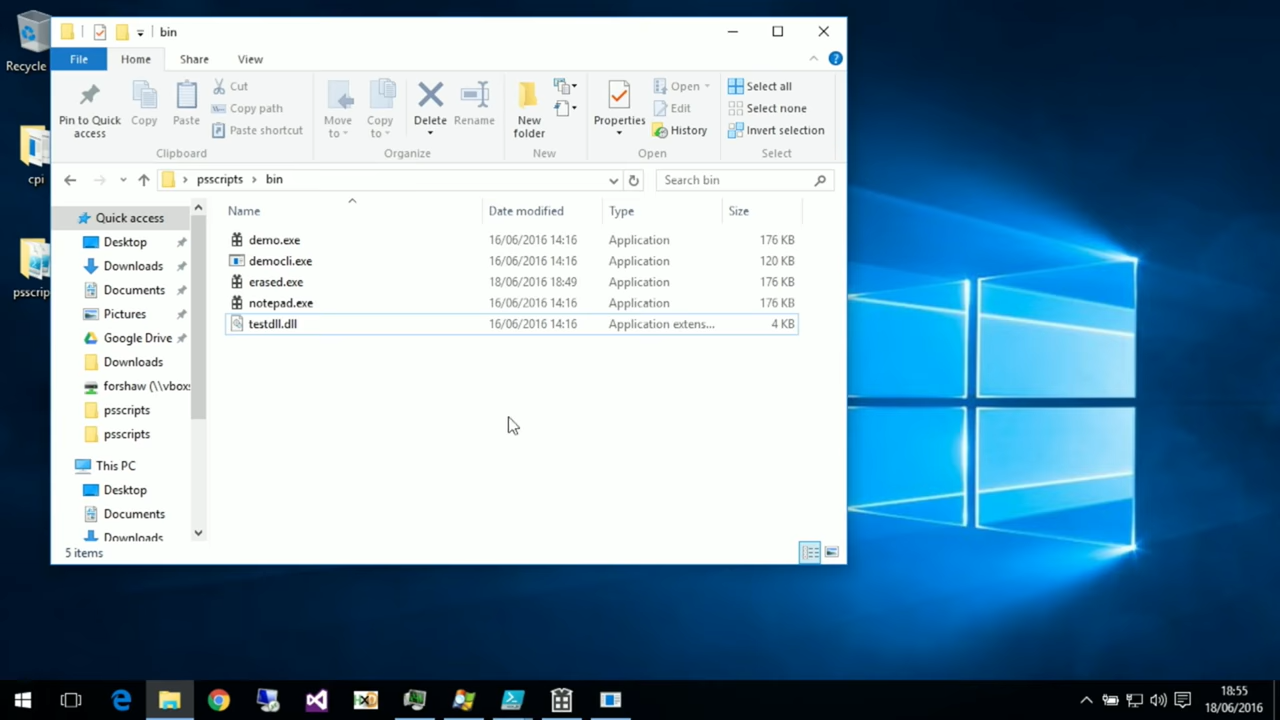 Recycle
cpi
psscrip
bin
File
Home
Share
View
Pin to Quick
access
Copy
Paste
Cut
Copy path
Paste shortcut
Clipboard
Move
to
Copy
to
Delete
Rename
Organize
New
folder
New
Properties
Open
Edit
History
Open
Select all
Select none
Invert selection
Select
psscripts
bin
Search bin
Quick access
Desktop
Downloads
Documents
Pictures
Google Drive
Downloads
forshaw (\\vboxs
psscripts
psscripts
This PC
Desktop
Documents
Downloads
Name Date modified Type Size
demo.exe 16/06/2016 14:16 Application 176 KB
democli.exe 16/06/2016 14:16 Application 120 KB
erased.exe 18/06/2016 18:49 Application 176 KB
notepad.exe 16/06/2016 14:16 Application 176 KB
testdll.dll 16/06/2016 14:16 Application extens... 4 KB
5 items
18:55
18/06/2016